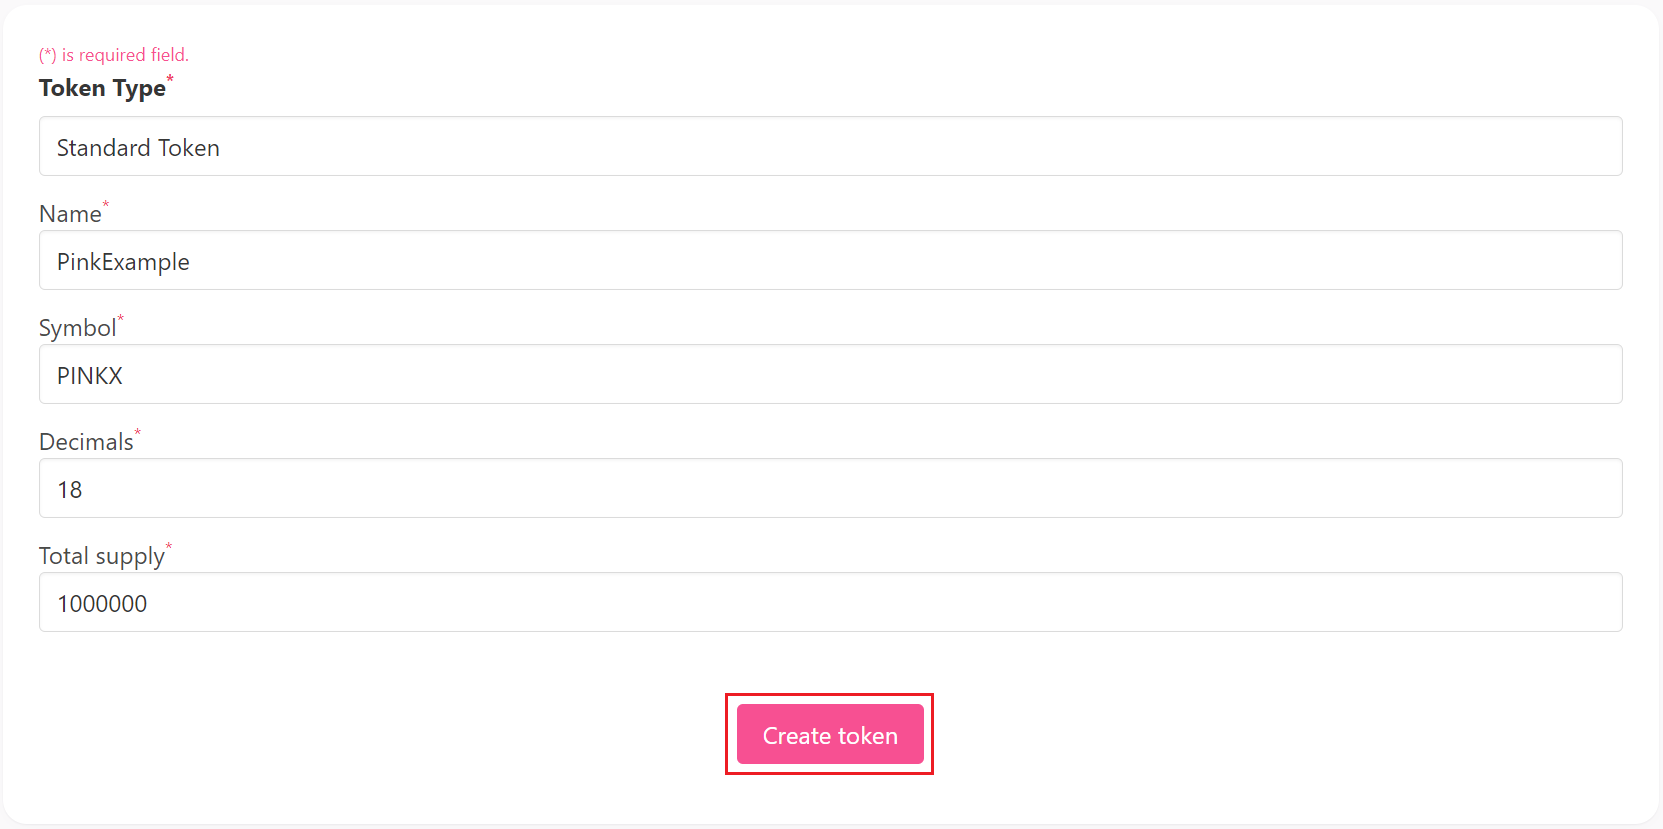 (*) is required field.
Token Type*
Standard Token
Name*
PinkExample
Symbol*
PINKX
Decimals*
18
Total supply*
1000000
Create token